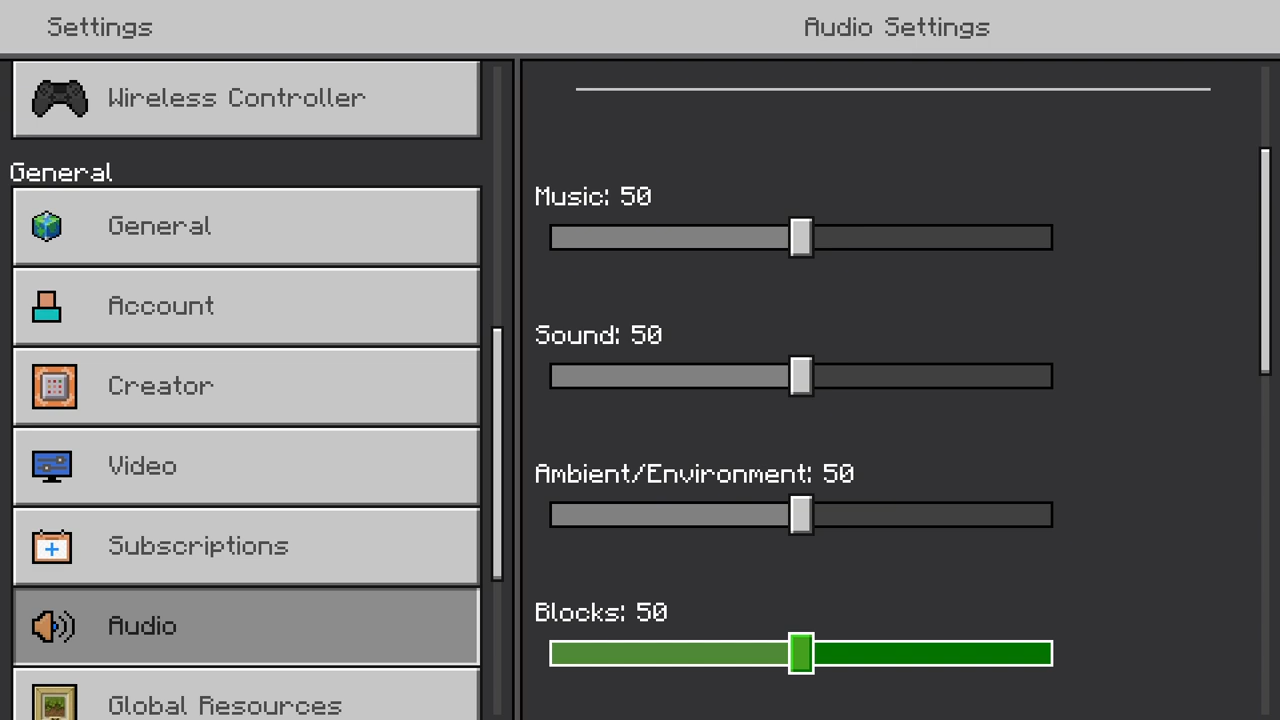 Settings
Audio Settings
Wireless Controller
General
General
Account
Creator
Video
Subscriptions
Audio
Global Resources
Music: 50
Sound: 50
Ambient/Environment: 50
Blocks: 50